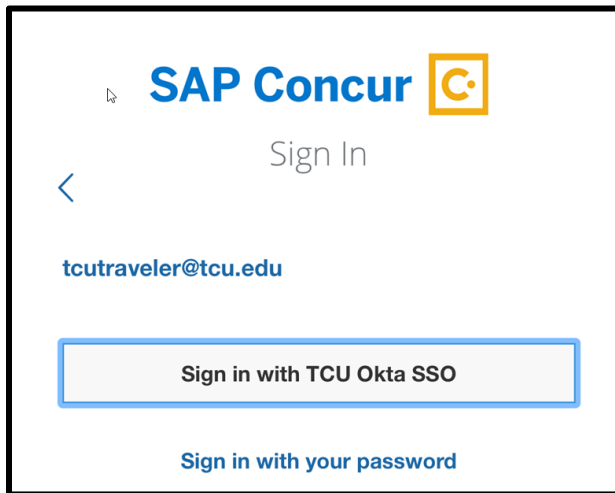 SAP Concur C.
Sign In
tcutraveler@tcu.edu
Sign in with TCU Okta SSO
Sign in with your password